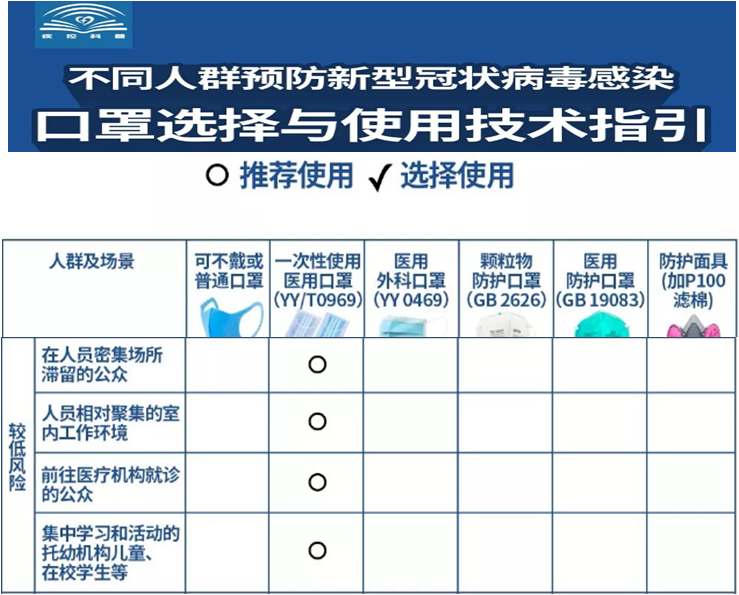 疾控科普
不同人群预防新型冠状病毒感染
口罩选择与使用技术指引
推荐使用 选择使用
人群及场景
可不戴或
普通口罩
一次性使用
医用口罩
(YY/T0969)
医用
外科口罩
(YY 0469)
颗粒物
防护口罩
(GB 2626)
医用
防护口罩
(GB 19083)
防护面具
(加P100
滤棉)
较低风险
在人员密集场所
滞留的公众
人员相对聚集的室
内工作环境
前往医疗机构就诊
的公众
集中学习和活动的
托幼机构儿童、
在校学生等